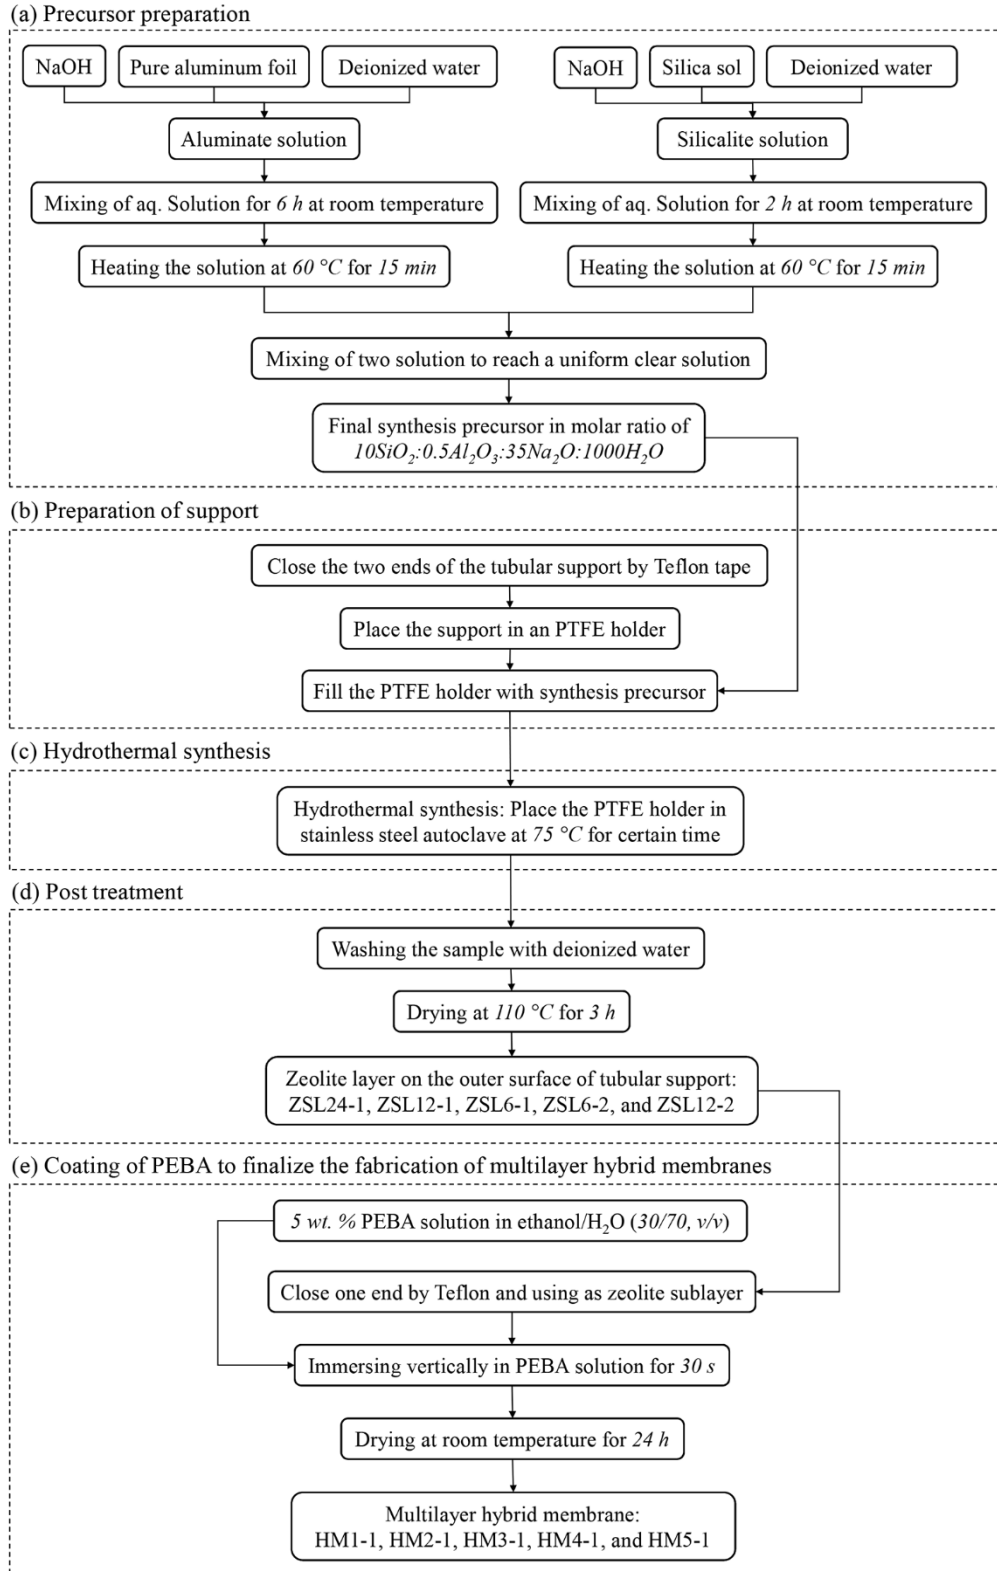 (a) Precursor preparation
NaOH
Pure aluminum foil
Deionized water
NaOH
Silica sol
Deionized water
Aluminate solution
Silicalite solution
Mixing of aq. Solution for 6 h at room temperature
Mixing of aq. Solution for 2 h at room temperature
Heating the solution at 60 °C for 15 min
Heating the solution at 60 °C for 15 min
Mixing of two solution to reach a uniform clear solution
Final synthesis precursor in molar ratio of
10SiO₂:0.5Al₂O₃:35Na₂O:1000H₂O
(b) Preparation of support
Close the two ends of the tubular support by Teflon tape
Place the support in an PTFE holder
Fill the PTFE holder with synthesis precursor
(c) Hydrothermal synthesis
Hydrothermal synthesis: Place the PTFE holder in
stainless steel autoclave at 75 °C for certain time
(d) Post treatment
Washing the sample with deionized water
Drying at 110 °C for 3 h
Zeolite layer on the outer surface of tubular support:
ZSL24-1, ZSL12-1, ZSL6-1, ZSL6-2, and ZSL12-2
(e) Coating of PEBA to finalize the fabrication of multilayer hybrid membranes
5 wt. % PEBA solution in ethanol/H₂O (30/70, v/v)
Close one end by Teflon and using as zeolite sublayer
Immersing vertically in PEBA solution for 30 s
Drying at room temperature for 24 h
Multilayer hybrid membrane:
HM1-1, HM2-1, HM3-1, HM4-1, and HM5-1